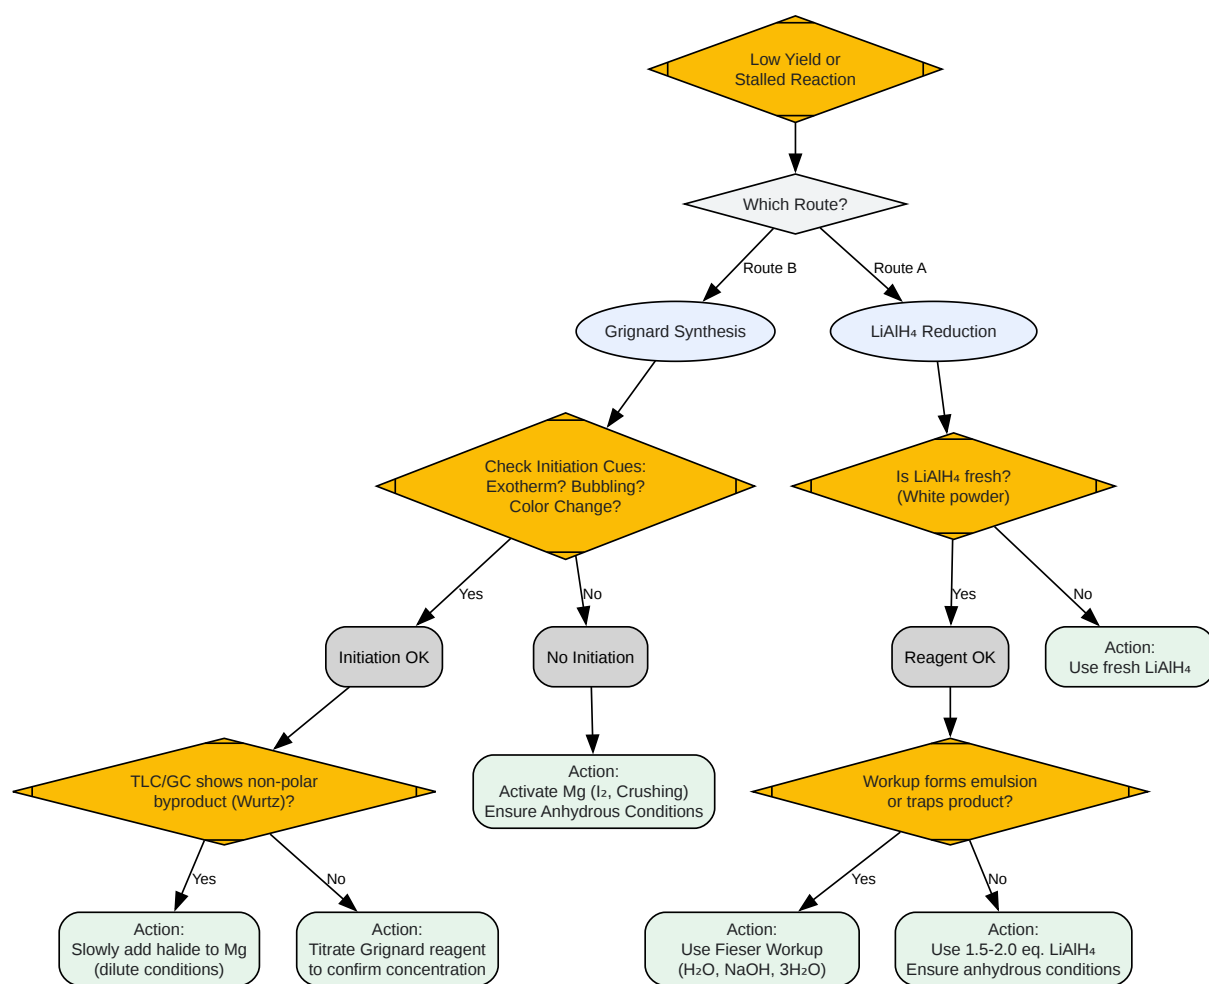 Low Yield or
Stalled Reaction
Which Route?
Route B
Route A
Grignard Synthesis
LiAlH₄ Reduction
Check Initiation Cues:
Exotherm? Bubbling?
Color Change?
Is LiAlH₄ fresh?
(White powder)
Yes
No
Yes
No
Initiation OK
No Initiation
Reagent OK
Action:
Use fresh LiAlH₄
TLC/GC shows non-polar
byproduct (Wurtz)?
Action:
Activate Mg (I₂, Crushing)
Ensure Anhydrous Conditions
Workup forms emulsion
or traps product?
Yes
No
Yes
No
Action:
Slowly add halide to Mg
(dilute conditions)
Action:
Titrate Grignard reagent
to confirm concentration
Action:
Use Fieser Workup
(H₂O, NaOH, 3H₂O)
Action:
Use 1.5-2.0 eq. LiAlH₄
Ensure anhydrous conditions